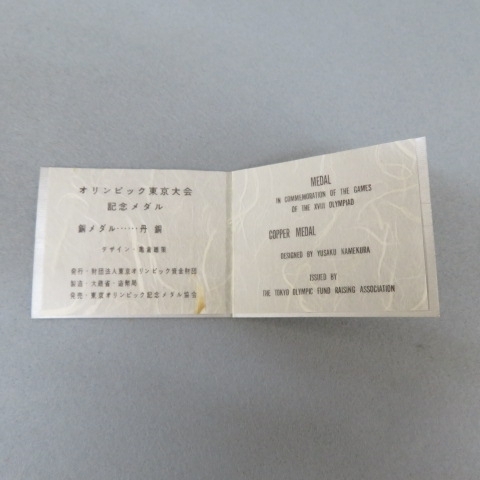 オリンピック東京大会
記念メダル
銅メダル……丹銅
デザイン・亀倉雄策
発行・財団法人東京オリンピック資金財団
製造・大蔵省・造幣局
発売・東京オリンピック記念メダル協会
MEDAL
IN COMMEMORATION OF THE GAMES
OF THE XVIII OLYMPIAD
COPPER MEDAL
DESIGNED BY YUSAKU KAMEKURA
ISSUED BY
THE TOKYO OLYMPIC FUND RAISING ASSOCIATION